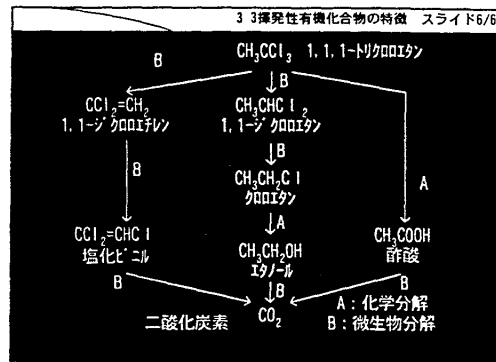 3 3揮発性有機化合物の特徴 スライド6/6
CH₃CCl₃ 1,1,1-トリクロロエタン
B
B
CCl₂=CH₂
1,1-ジクロロエチレン
CH₃CHCl₂
1,1-ジクロロエタン
B
B
CH₃CH₂Cl
クロロエタン
A
A
CCl₂=CHCl
塩化ビニル
CH₃CH₂OH
エタノール
CH₃COOH
酢酸
B
B
B
二酸化炭素
CO₂
A:化学分解
B:微生物分解